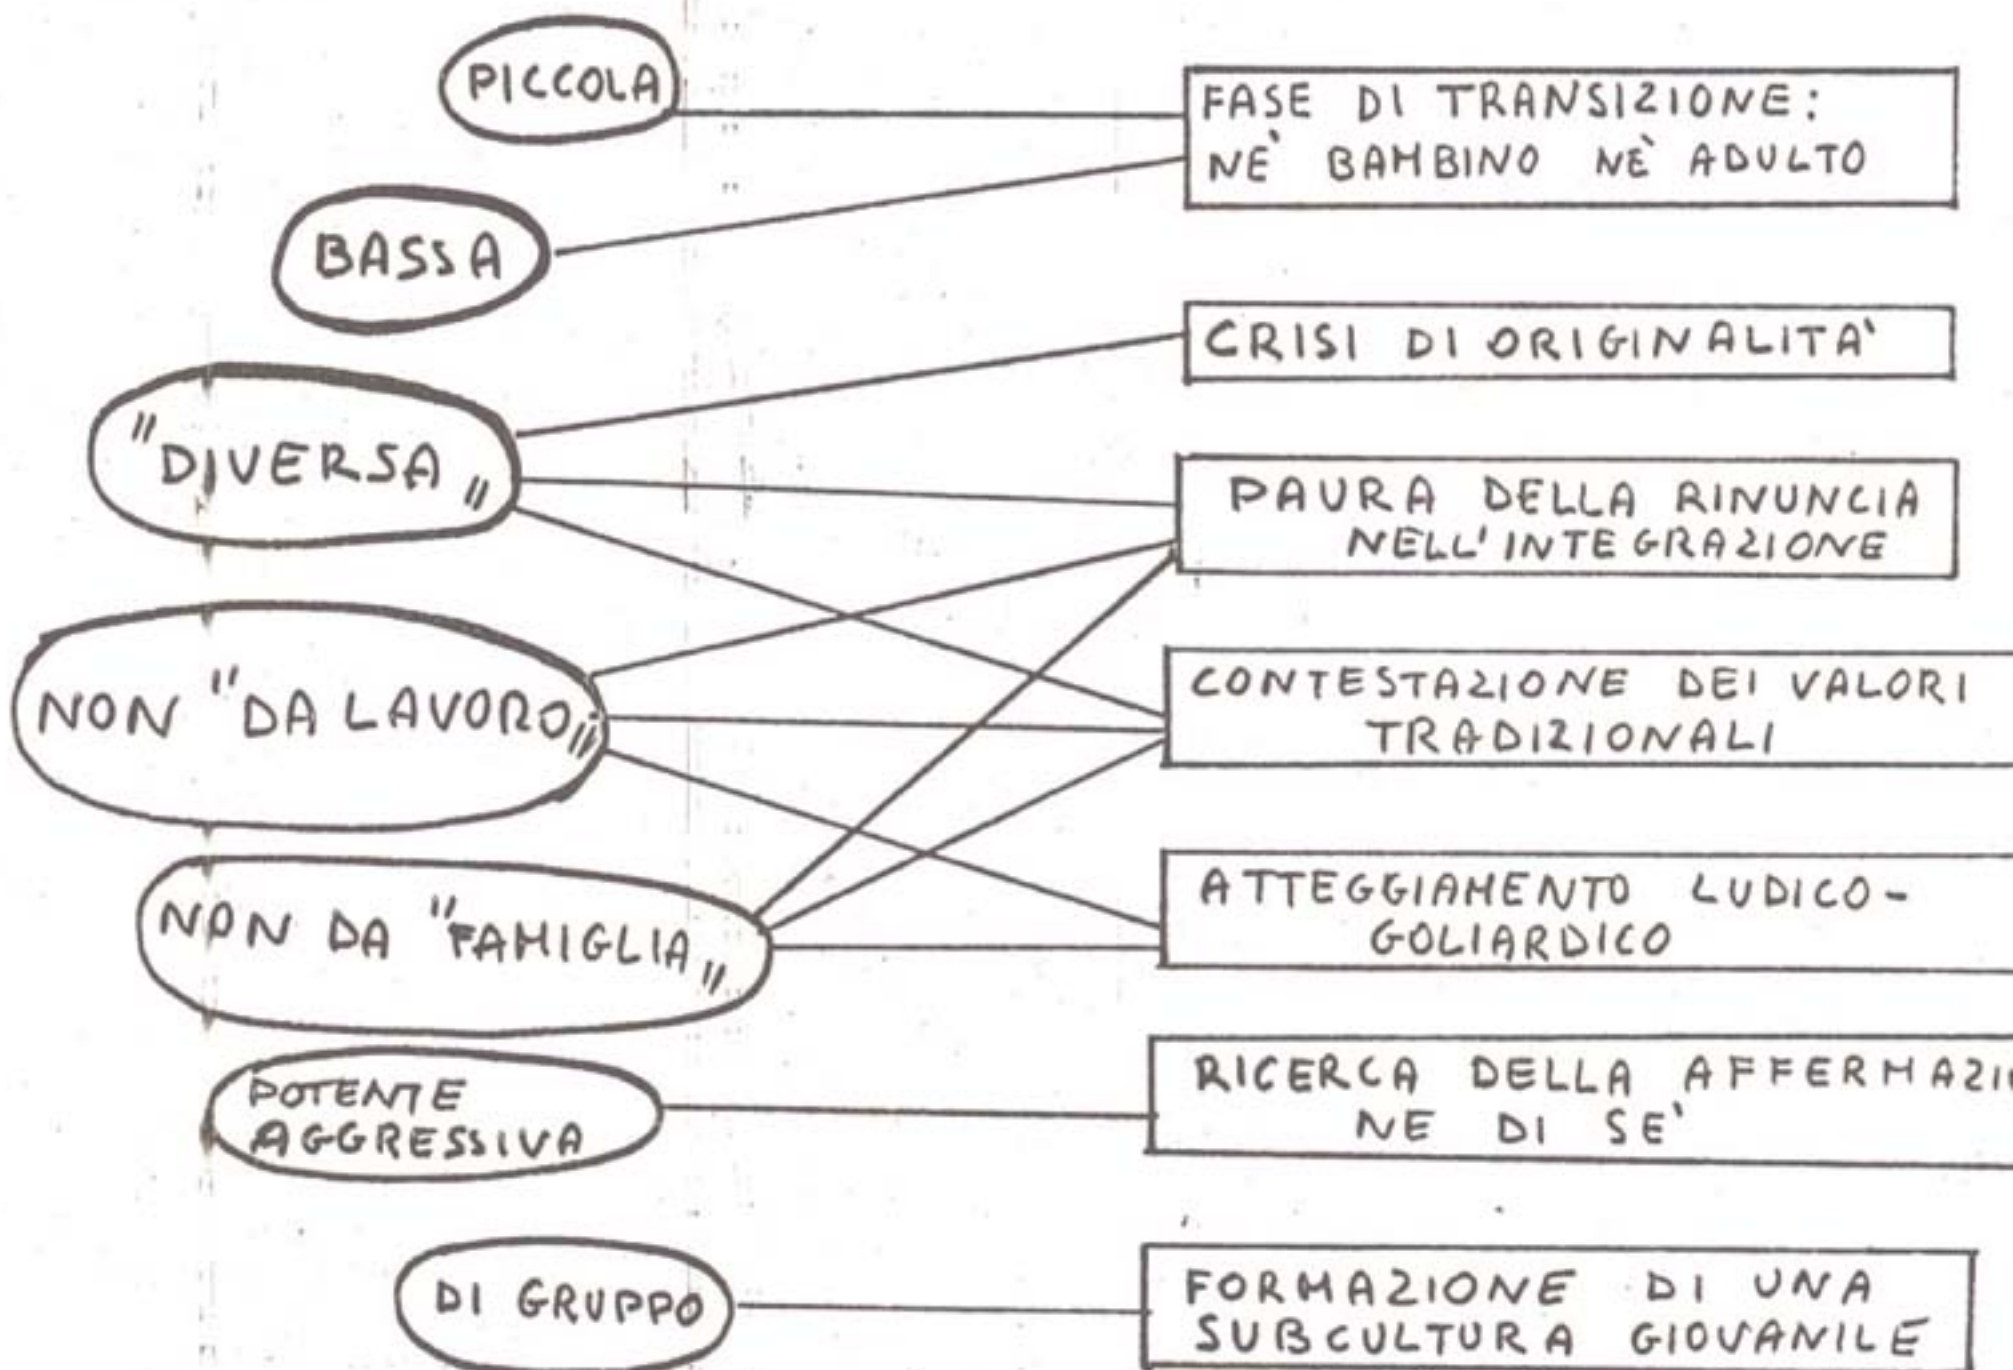 PICCOLA
FASE DI TRANSIZIONE:
NE' BAMBINO NE' ADULTO
BASSA
CRISI DI ORIGINALITA'
"DIVERSA"
PAURA DELLA RINUNCIA
NELL'INTEGRAZIONE
NON "DA LAVORO"
CONTESTAZIONE DEI VALORI
TRADIZIONALI
NON DA "FAMIGLIA"
ATTEGGIAMENTO LUDICO-
GOLIARDICO
POTENTE
AGGRESSIVA
RICERCA DELLA AFFERMAZI
NE DI SE'
DI GRUPPO
FORMAZIONE DI UNA
SUBCULTURA GIOVANILE